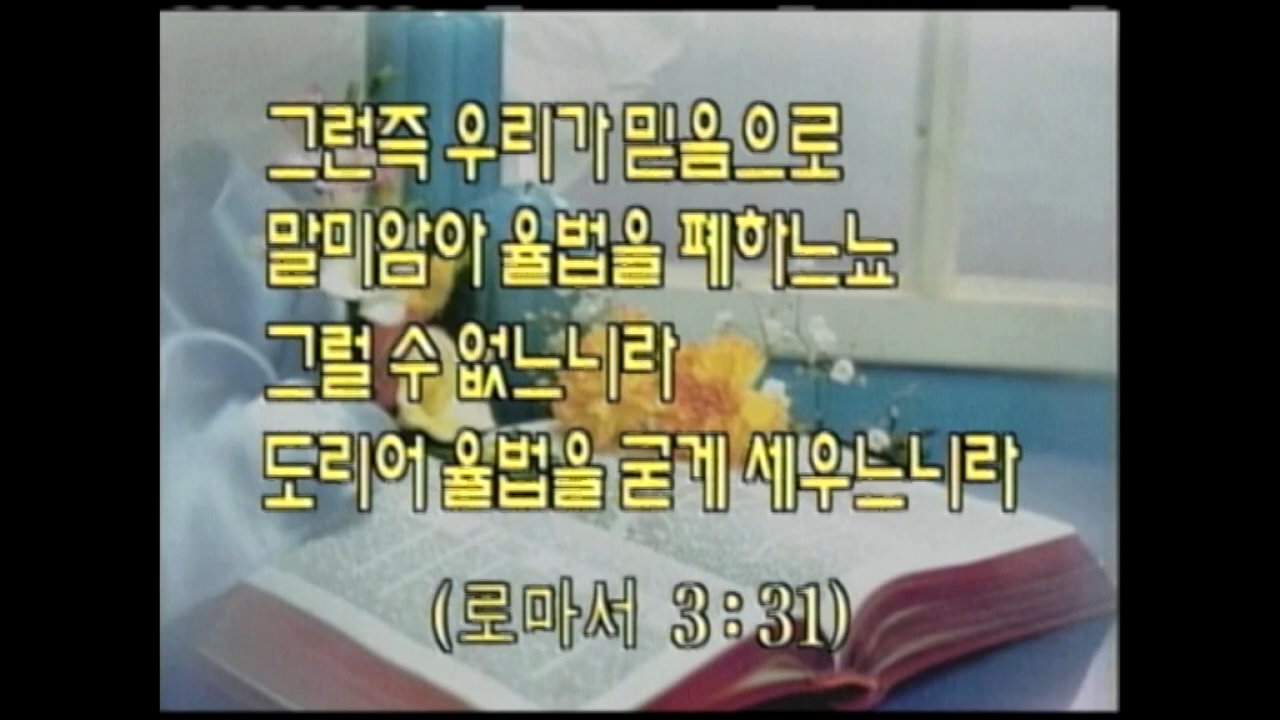 그런즉 우리가 믿음으로
말미암아 율법을 폐하느뇨
그럴 수 없느니라
도리어 율법을 굳게 세우느니라
(로마서 3:31)